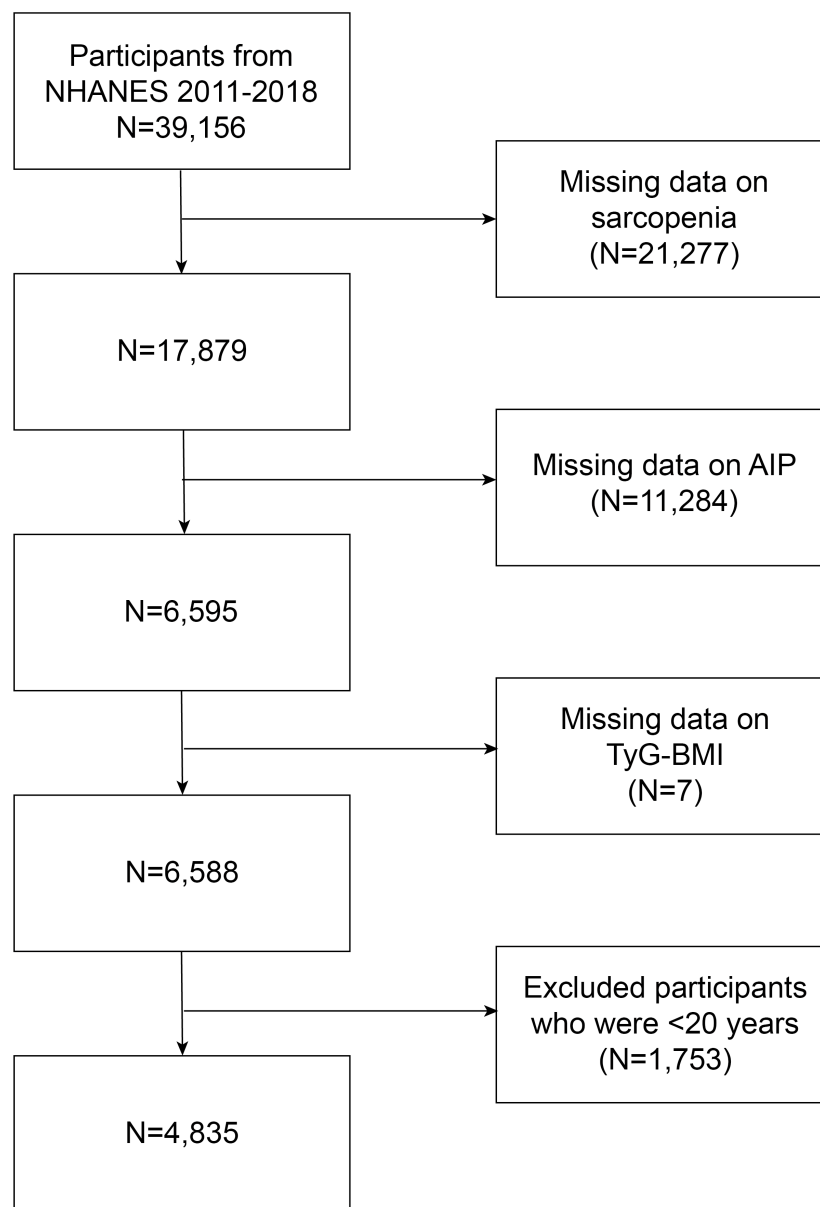 Participants from
NHANES 2011-2018
N=39,156
Missing data on
sarcopenia
(N=21,277)
N=17,879
Missing data on AIP
(N=11,284)
N=6,595
Missing data on
TyG-BMI
(N=7)
N=6,588
Excluded participants
who were <20 years
(N=1,753)
N=4,835